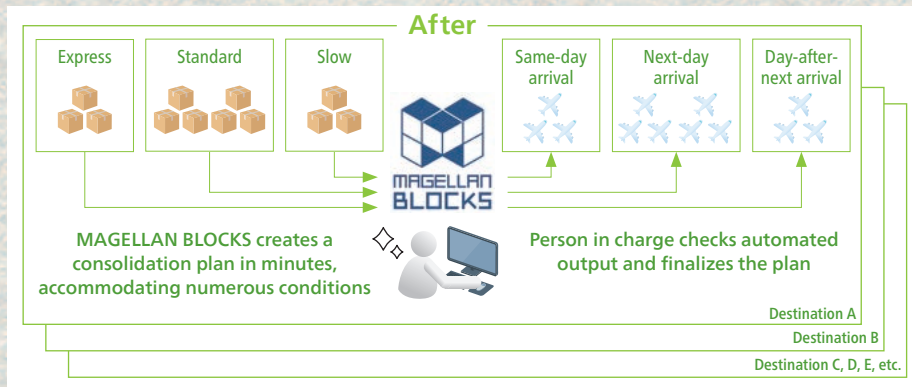 After
Express
Standard
Slow
Same-day
arrival
Next-day
arrival
Day-after-
next arrival
MAGELLAN
BLOCKS
MAGELLAN BLOCKS creates a
consolidation plan in minutes,
accommodating numerous conditions
Person in charge checks automated
output and finalizes the plan
Destination A
Destination B
Destination C, D, E, etc.